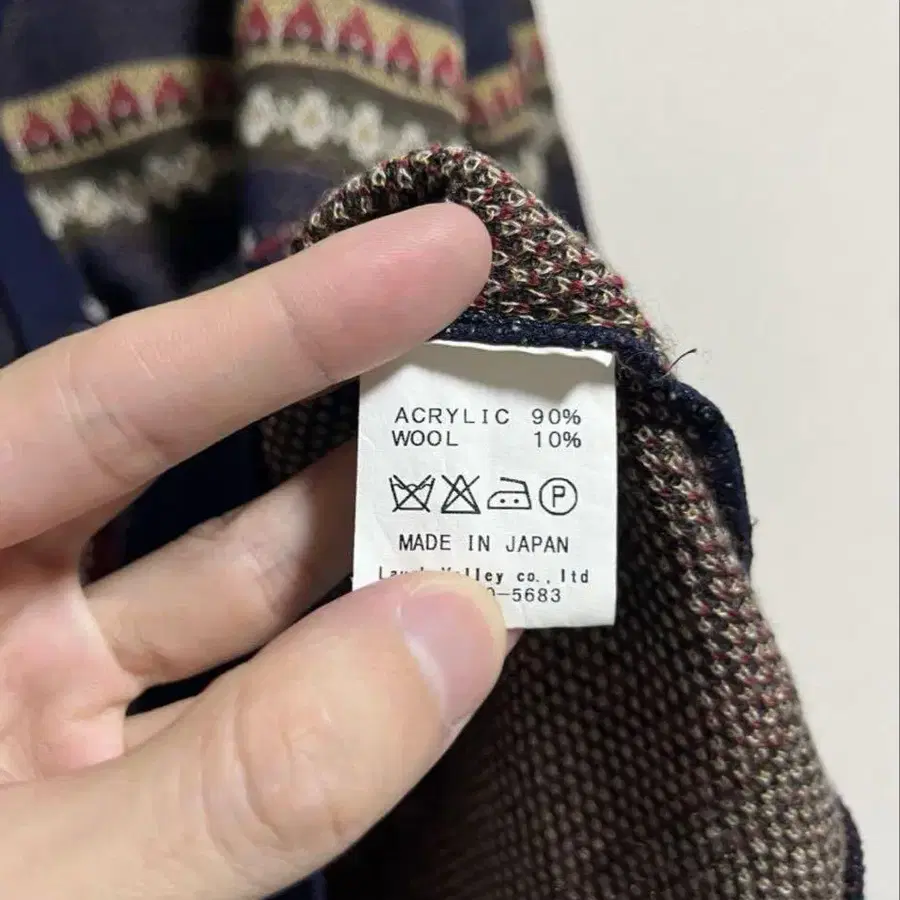 ACRYLIC 90%
WOOL 10%
P
MADE IN JAPAN
co.,ltd
-5683